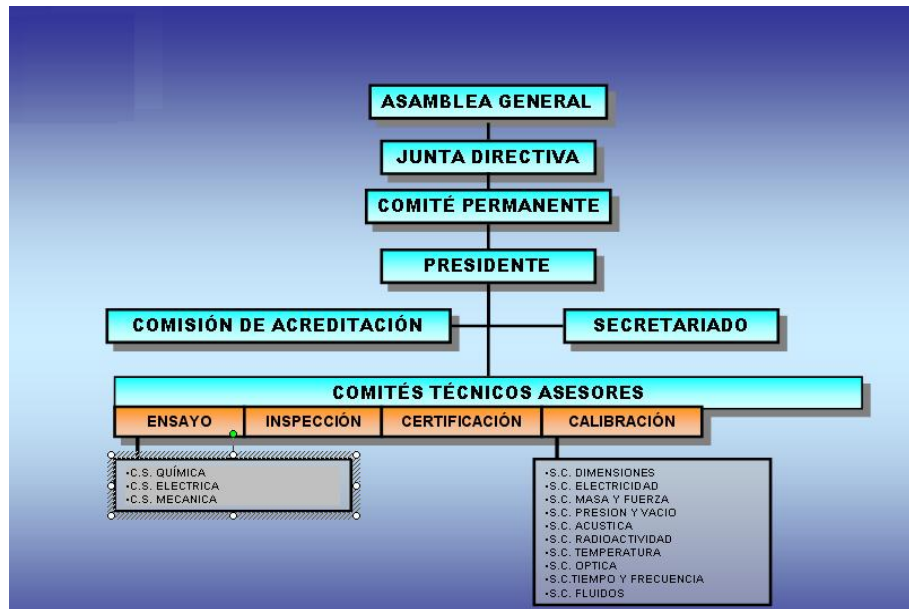 ASAMBLEA GENERAL
JUNTA DIRECTIVA
COMITÉ PERMANENTE
PRESIDENTE
COMISIÓN DE ACREDITACIÓN
SECRETARIADO
COMITÉS TÉCNICOS ASESORES
ENSAYO
INSPECCIÓN
CERTIFICACIÓN
CALIBRACIÓN
•C.S. QUÍMICA
•C.S. ELECTRICA
•C.S. MECANICA
•S.C. DIMENSIONES
•S.C. ELECTRICIDAD
•S.C. MASA Y FUERZA
•S.C. PRESION Y VACIO
•S.C. ACUSTICA
•S.C. RADIOACTIVIDAD
•S.C. TEMPERATURA
•S.C. OPTICA
•S.C.TIEMPO Y FRECUENCIA
•S.C. FLUIDOS